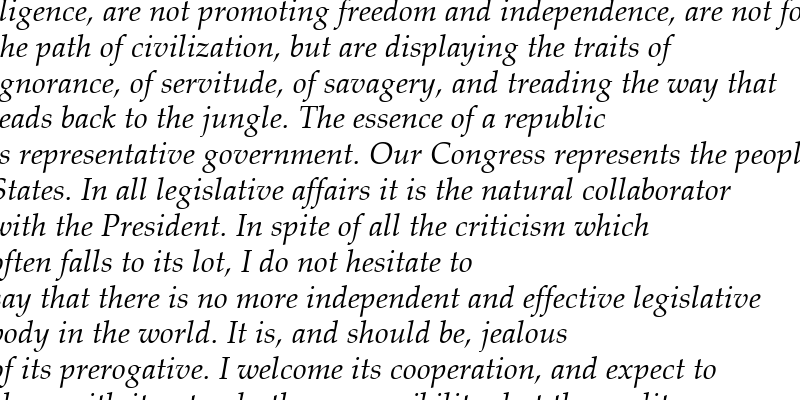 ligence, are not promoting freedom and independence, are not fo
he path of civilization, but are displaying the traits of
gnorance, of servitude, of savagery, and treading the way that
eads back to the jungle. The essence of a republic
s representative government. Our Congress represents the peopl
States. In all legislative affairs it is the natural collaborator
with the President. In spite of all the criticism which
often falls to its lot, I do not hesitate to
say that there is no more independent and effective legislative
body in the world. It is, and should be, jealous
of its prerogative. I welcome its cooperation, and expect to